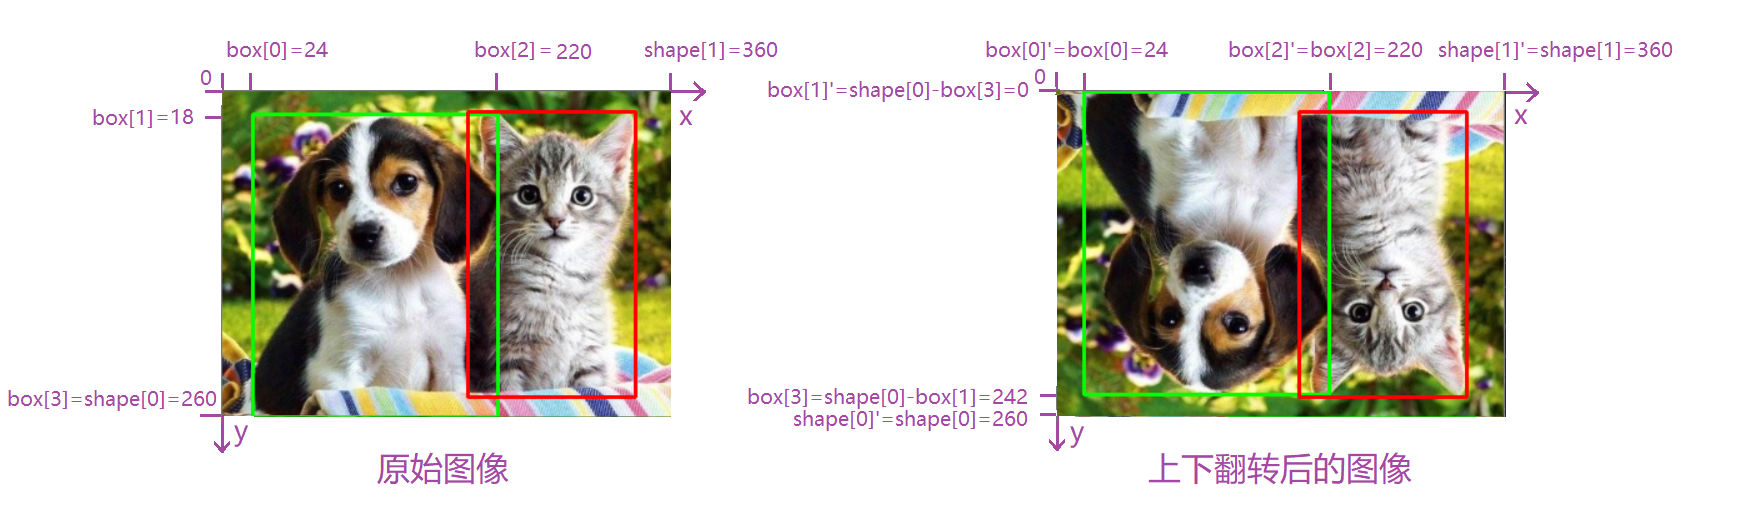 box[0]=24
box[2]=220
shape[1]=360
0
x
box[1]=18
box[3]=shape[0]=260
y
原始图像
box[0]'=box[0]=24
box[2]'=box[2]=220
shape[1]'=shape[1]=360
0
box[1]'=shape[0]-box[3]=0
x
box[3]=shape[0]-box[1]=242
shape[0]'=shape[0]=260
y
上下翻转后的图像